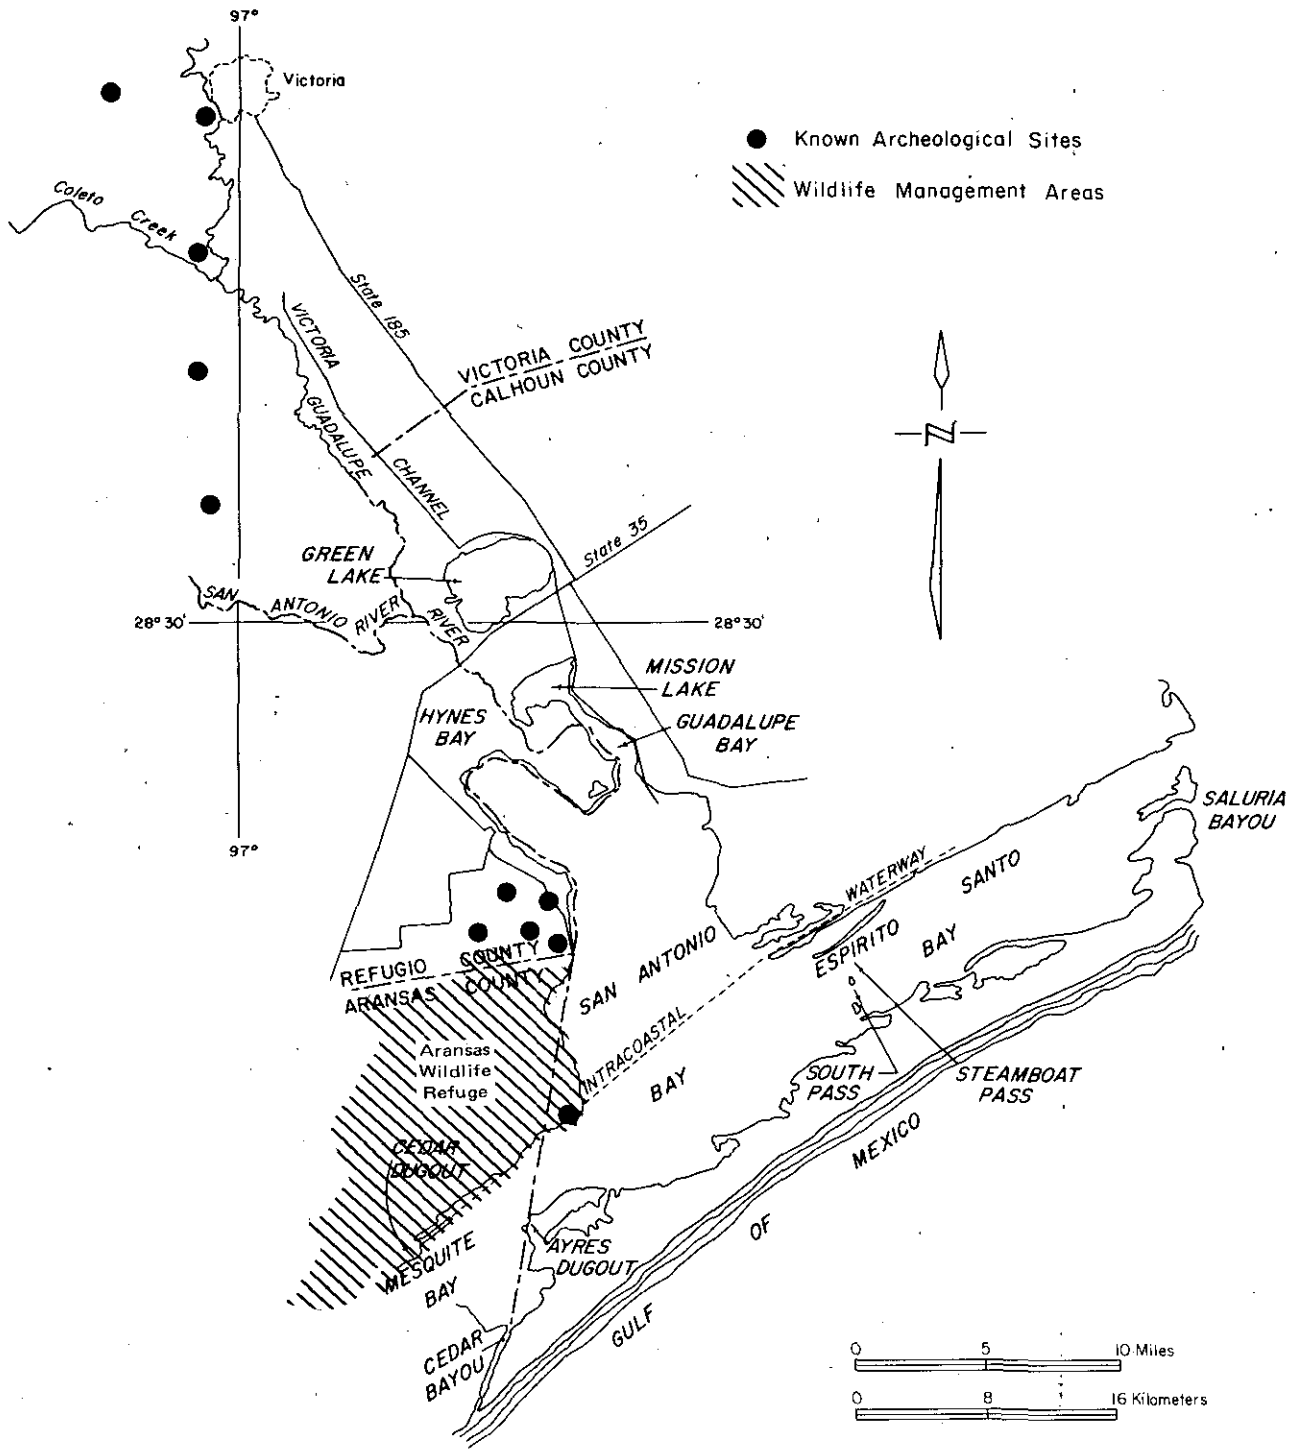 97°
Victoria
Known Archeological Sites
Wildlife Management Areas
Coleto Creek
State 185
VICTORIA CHANNEL
VICTORIA COUNTY
CALHOUN COUNTY
GUADALUPE RIVER
N
State 35
GREEN
LAKE
SAN ANTONIO RIVER
28°30'
28°30'
MISSION
LAKE
HYNES
BAY
GUADALUPE
BAY
SALURIA
BAYOU
97°
INTRACOASTAL WATERWAY
ESPIRITO SANTO
BAY
SAN ANTONIO
BAY
REFUGIO COUNTY
ARANSAS COUNTY
Aransas
Wildlife
Refuge
SOUTH
PASS
STEAMBOAT
PASS
CEDAR
DUGOUT
GULF OF MEXICO
AYRES
DUGOUT
MESQUITE
BAY
CEDAR
BAYOU
0 5 10 Miles
0 8 16 Kilometers